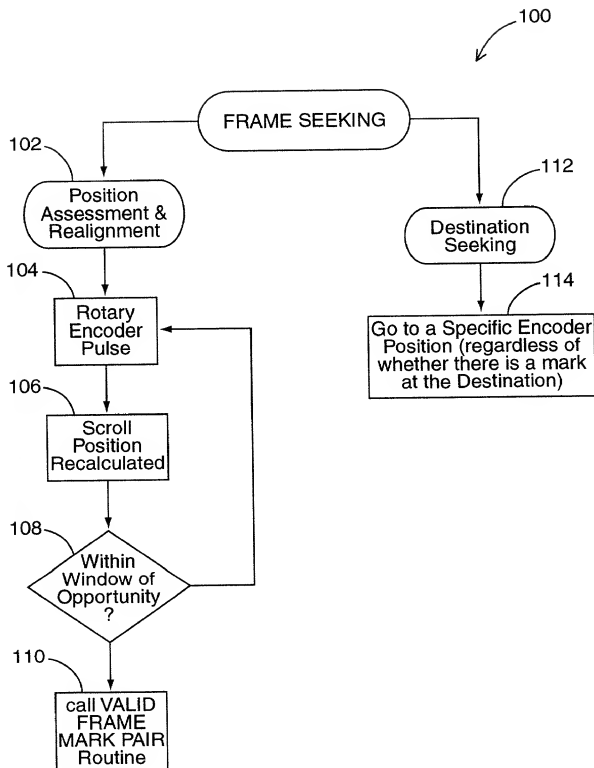 100
FRAME SEEKING
102
Position
Assessment &
Realignment
104
Rotary
Encoder
Pulse
106
Scroll
Position
Recalculated
108
Within
Window of
Opportunity
?
110
call VALID
FRAME
MARK PAIR
Routine
112
Destination
Seeking
114
Go to a Specific Encoder
Position (regardless of
whether there is a mark
at the Destination)